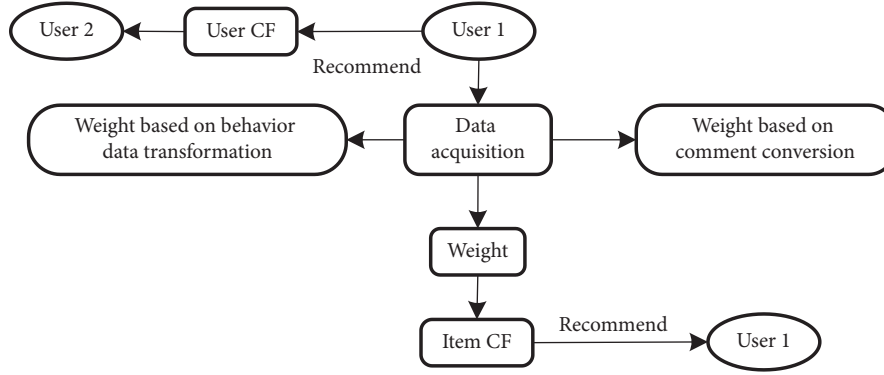 User 2
User CF
User 1
Recommend
Weight based on behavior
data transformation
Data
acquisition
Weight based on
comment conversion
Weight
Item CF
Recommend
User 1